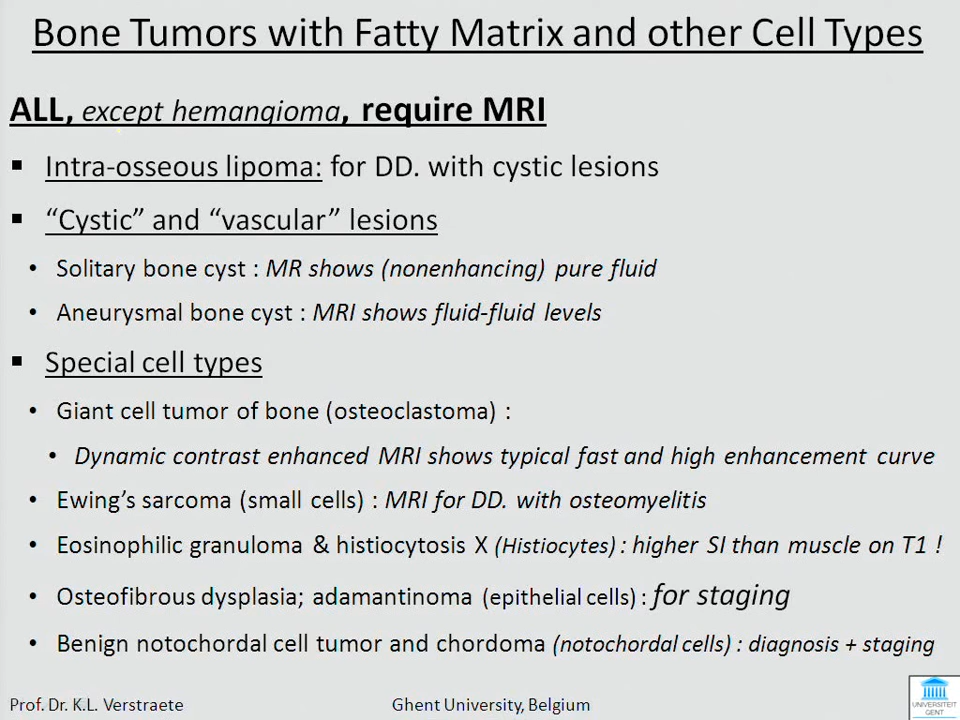 Bone Tumors with Fatty Matrix and other Cell Types
ALL, except hemangioma, require MRI
▪ Intra-osseous lipoma: for DD. with cystic lesions
▪ “Cystic” and “vascular” lesions
• Solitary bone cyst : MR shows (nonenhancing) pure fluid
• Aneurysmal bone cyst : MRI shows fluid-fluid levels
▪ Special cell types
• Giant cell tumor of bone (osteoclastoma) :
• Dynamic contrast enhanced MRI shows typical fast and high enhancement curve
• Ewing’s sarcoma (small cells) : MRI for DD. with osteomyelitis
• Eosinophilic granuloma & histiocytosis X (Histiocytes) : higher SI than muscle on T1 !
• Osteofibrous dysplasia; adamantinoma (epithelial cells) : for staging
• Benign notochordal cell tumor and chordoma (notochordal cells) : diagnosis + staging
Prof. Dr. K.L. Verstraete
Ghent University, Belgium
UNIVERSITEIT
GENT